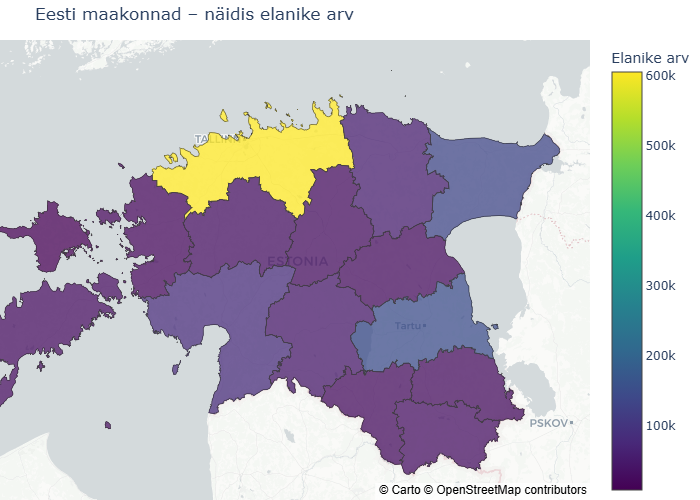 Eesti maakonnad – näidis elanike arv
Elanike arv
600k
500k
400k
300k
200k
100k
TALLINN
ESTONIA
Tartu
PSKOV
© Carto © OpenStreetMap contributors